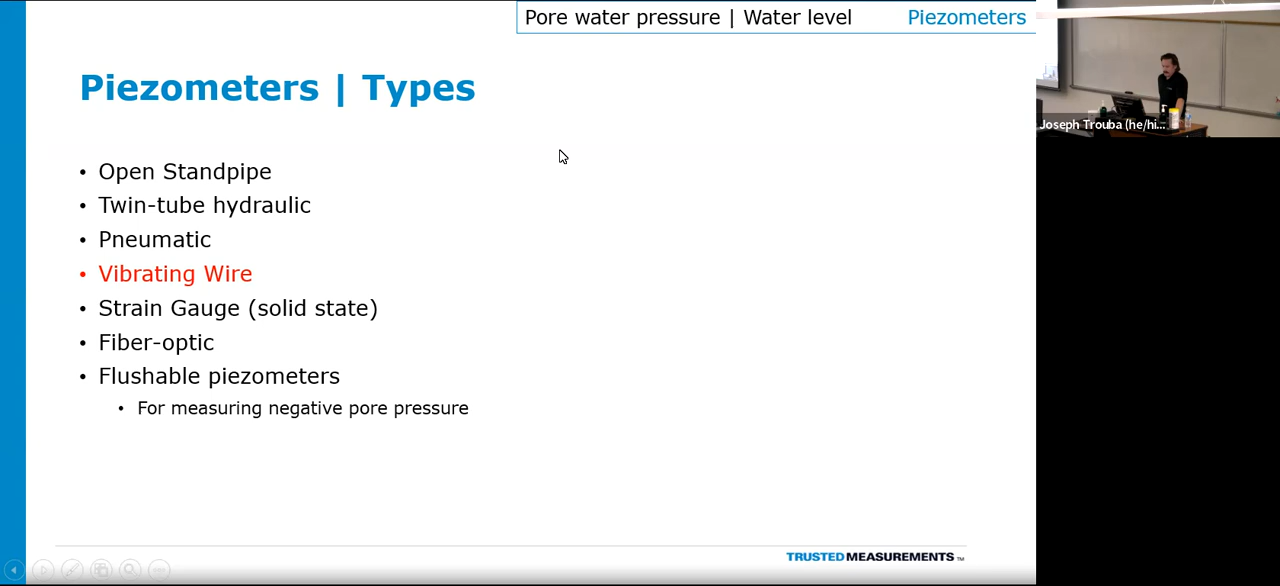 Pore water pressure | Water level Piezometers
Piezometers | Types
• Open Standpipe
• Twin-tube hydraulic
• Pneumatic
• Vibrating Wire
• Strain Gauge (solid state)
• Fiber-optic
• Flushable piezometers
• For measuring negative pore pressure
TRUSTED MEASUREMENTS ™
Joseph Trouba (he/hi...